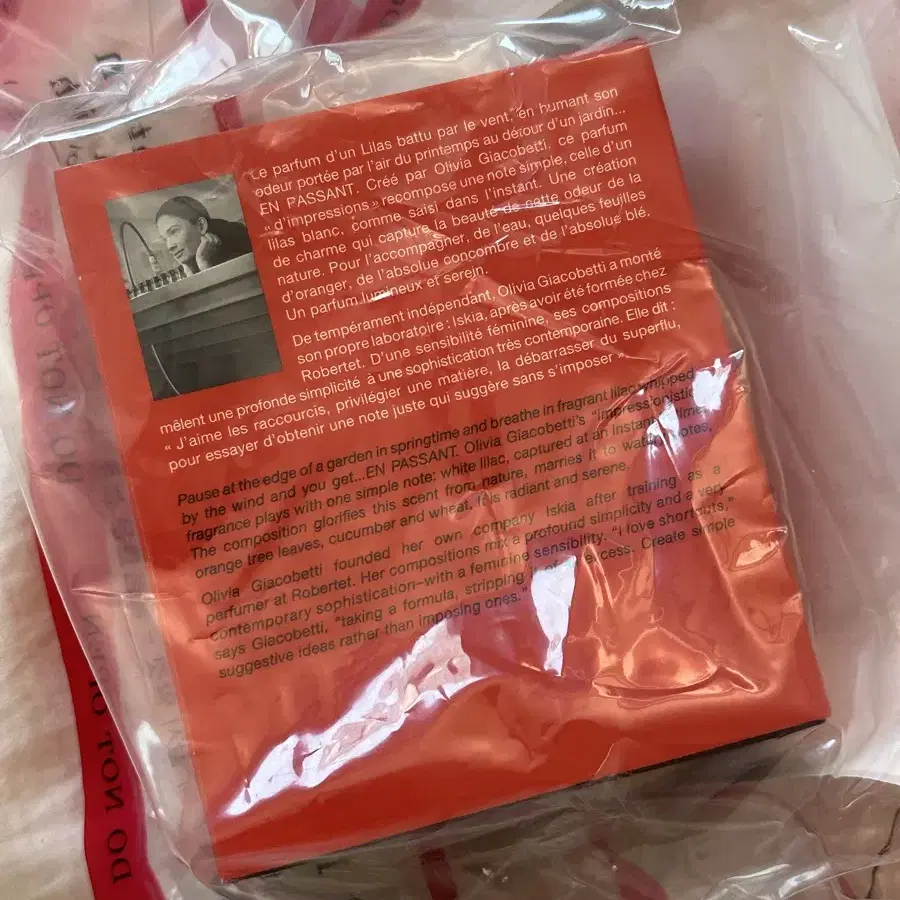 Le parfum d'un Lilas battu par le vent, en humant son
odeur portée par l'air du printemps au détour d'un jardin...
EN PASSANT. Créé par Olivia Giacobetti, ce parfum
« d'impressions » recompose une note simple, celle d'un
lilas blanc, comme saisi dans l'instant. Une création
de charme qui capture la beauté de cette odeur de la
nature. Pour l'accompagner, de l'eau, quelques feuilles
d'oranger, de l'absolue concombre et de l'absolue blé.
Un parfum lumineux et serein.
De tempérament indépendant, Olivia Giacobetti a monté
son propre laboratoire : Iskia, après avoir été formée chez
Robertet. D'une sensibilité féminine, ses compositions
mêlent une profonde simplicité à une sophistication très contemporaine. Elle dit :
« J'aime les raccourcis, privilégier une matière, la débarrasser du superflu,
pour essayer d'obtenir une note juste qui suggère sans s'imposer ».
Pause at the edge of a garden in springtime and breathe in fragrant lilac whipped
by the wind and you get...EN PASSANT. Olivia Giacobetti's "impressionistic"
fragrance plays with one simple note: white lilac, captured at an instant in time.
The composition glorifies this scent from nature, marries it to watery notes,
orange tree leaves, cucumber and wheat. It is radiant and serene.
Olivia Giacobetti founded her own company Iskia after training as a
perfumer at Robertet. Her compositions mix a profound simplicity and a very
contemporary sophistication–with a feminine sensibility. "I love shortcuts,"
says Giacobetti, "taking a formula, stripping it of excess. Create simple
suggestive ideas rather than imposing ones."
DO NOT